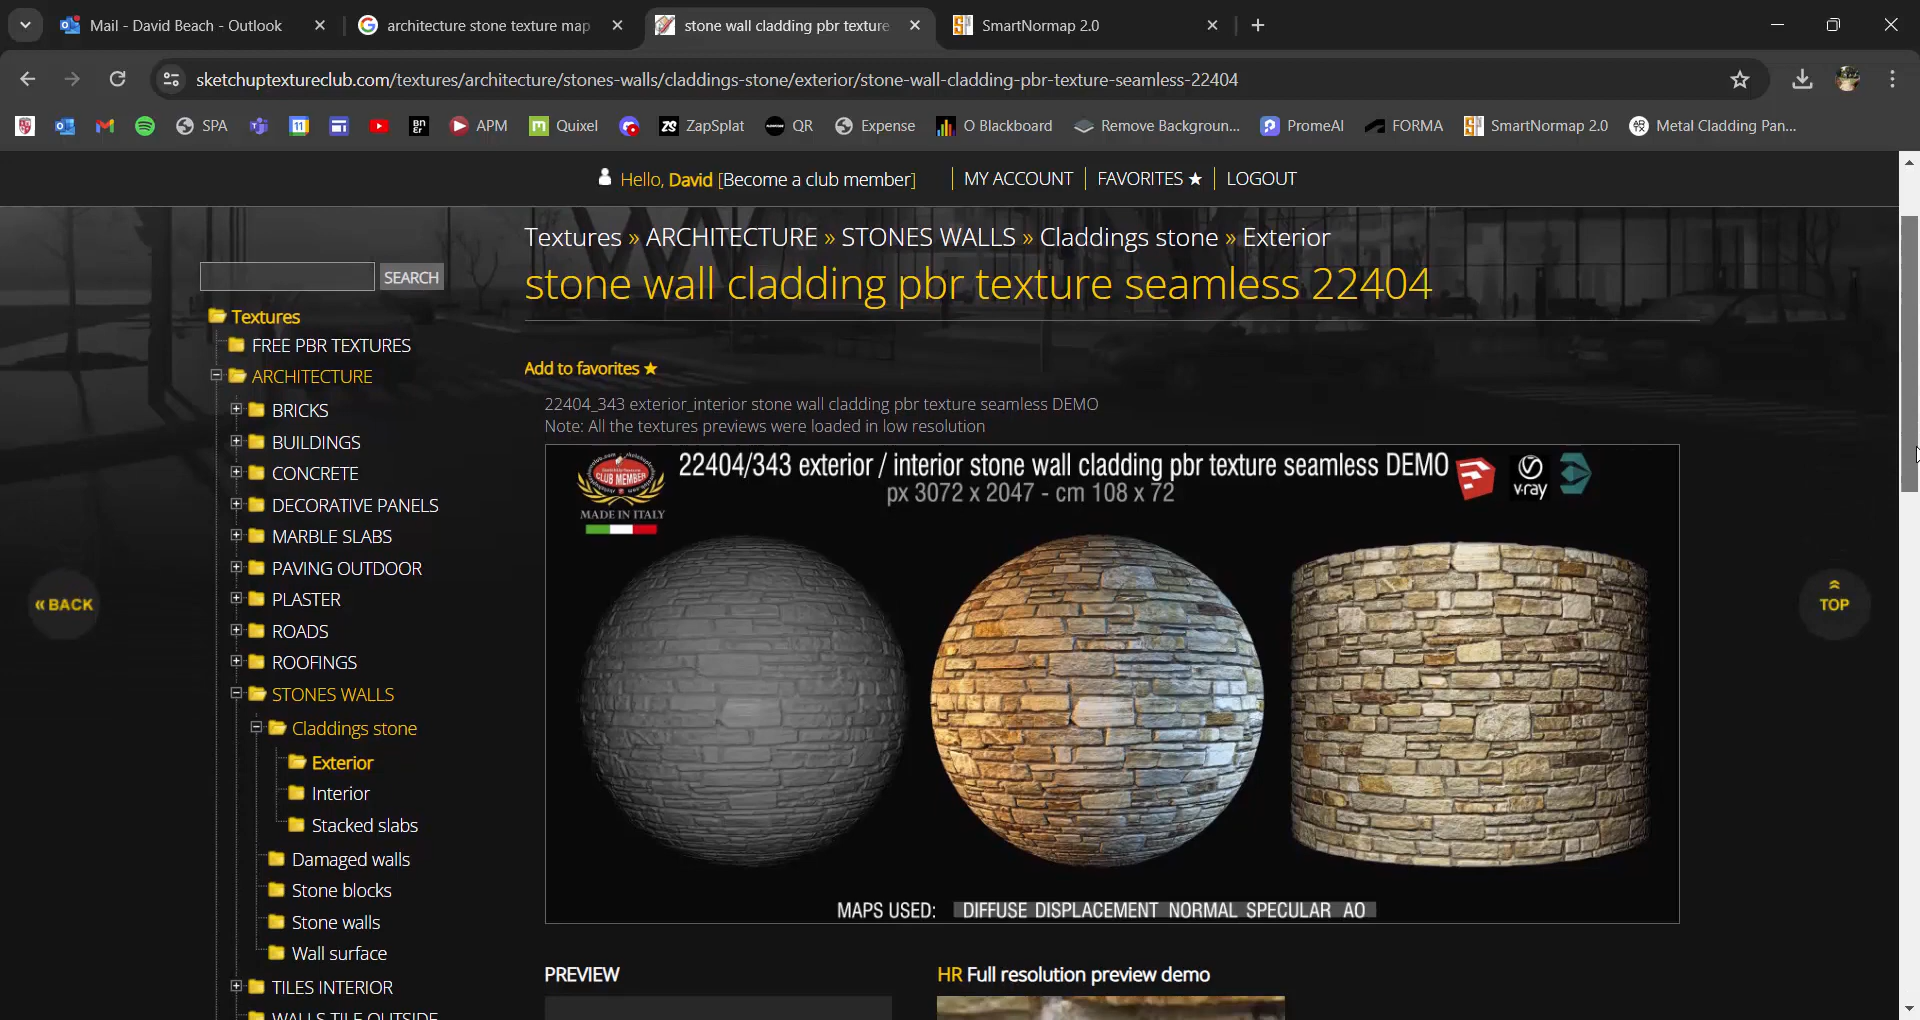 Mail - David Beach - Outlook
architecture stone texture map
stone wall cladding pbr texture
SmartNormap 2.0
sketchuptextureclub.com/textures/architecture/stones-walls/claddings-stone/exterior/stone-wall-cladding-pbr-texture-seamless-22404
SPA
11
bn
er
APM
Quixel
ZapSplat
QR
Expense
O Blackboard
Remove Backgroun...
PromeAI
FORMA
SmartNormap 2.0
Metal Cladding Pan...
Hello, David [Become a club member]
MY ACCOUNT
FAVORITES ★
LOGOUT
Textures » ARCHITECTURE » STONES WALLS » Claddings stone » Exterior
stone wall cladding pbr texture seamless 22404
SEARCH
Textures
FREE PBR TEXTURES
ARCHITECTURE
BRICKS
BUILDINGS
CONCRETE
DECORATIVE PANELS
MARBLE SLABS
PAVING OUTDOOR
PLASTER
ROADS
ROOFINGS
STONES WALLS
Claddings stone
Exterior
Interior
Stacked slabs
Damaged walls
Stone blocks
Stone walls
Wall surface
TILES INTERIOR
WALLS TILE OUTSIDE
« BACK
Add to favorites ★
22404_343 exterior_interior stone wall cladding pbr texture seamless DEMO
Note: All the textures previews were loaded in low resolution
CLUB MEMBER
MADE IN ITALY
22404/343 exterior / interior stone wall cladding pbr texture seamless DEMO
px 3072 x 2047 - cm 108 x 72
v-ray
MAPS USED: DIFFUSE DISPLACEMENT NORMAL SPECULAR AO
TOP
PREVIEW
HR Full resolution preview demo